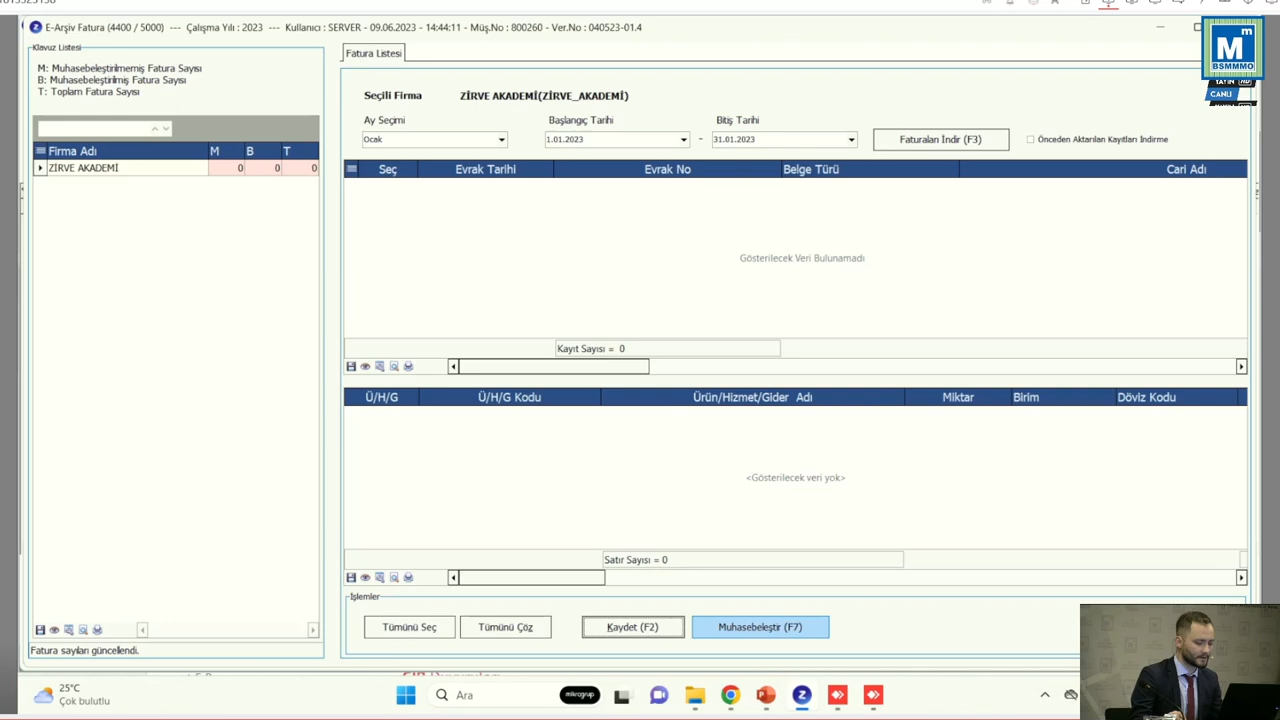 E-Arşiv Fatura (4400 / 5000) --- Çalışma Yılı : 2023 --- Kullanıcı : SERVER - 09.06.2023 - 14:44:11 - Müş.No : 800260 - Ver.No : 040523-01.4
Klavuz Listesi
M: Muhasebeleştirilmemiş Fatura Sayısı
B: Muhasebeleştirilmiş Fatura Sayısı
T: Toplam Fatura Sayısı
Firma Adı M B T
ZİRVE AKADEMİ 0 0 0
Fatura sayıları güncellendi.
Fatura Listesi
Seçili Firma ZİRVE AKADEMİ(ZİRVE_AKADEMİ)
Ay Seçimi Başlangıç Tarihi Bitiş Tarihi
Ocak 1.01.2023 - 31.01.2023 Faturaları İndir (F3) Önceden Aktarılan Kayıtları İndirme
Seç Evrak Tarihi Evrak No Belge Türü Cari Adı
Gösterilecek Veri Bulunamadı
Kayıt Sayısı = 0
Ü/H/G Ü/H/G Kodu Ürün/Hizmet/Gider Adı Miktar Birim Döviz Kodu
<Gösterilecek veri yok>
Satır Sayısı = 0
İşlemler
Tümünü Seç Tümünü Çöz Kaydet (F2) Muhasebeleştir (F7)
M m
BSMMMO
YAYIN HD
CANLI
25°C
Çok bulutlu
Ara
mikrogrup